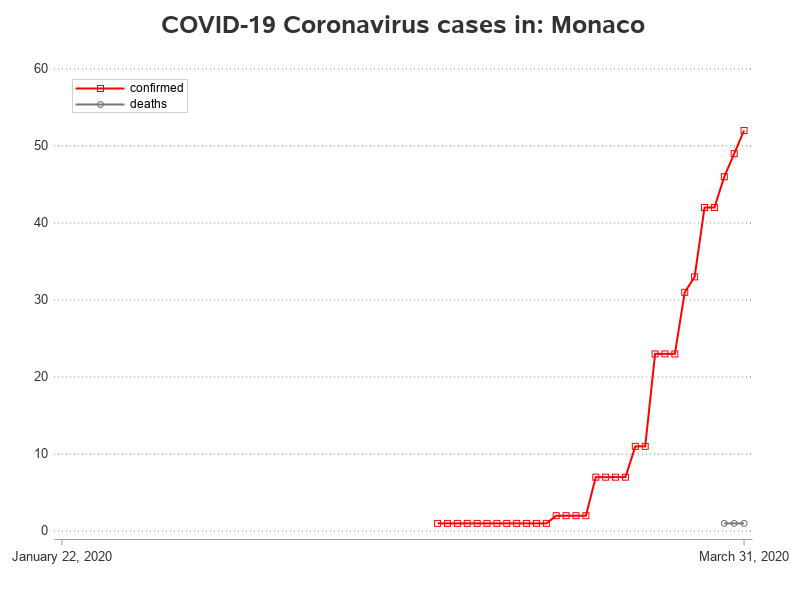 COVID-19 Coronavirus cases in: Monaco
60
confirmed
deaths
50
40
30
20
10
0
January 22, 2020
March 31, 2020